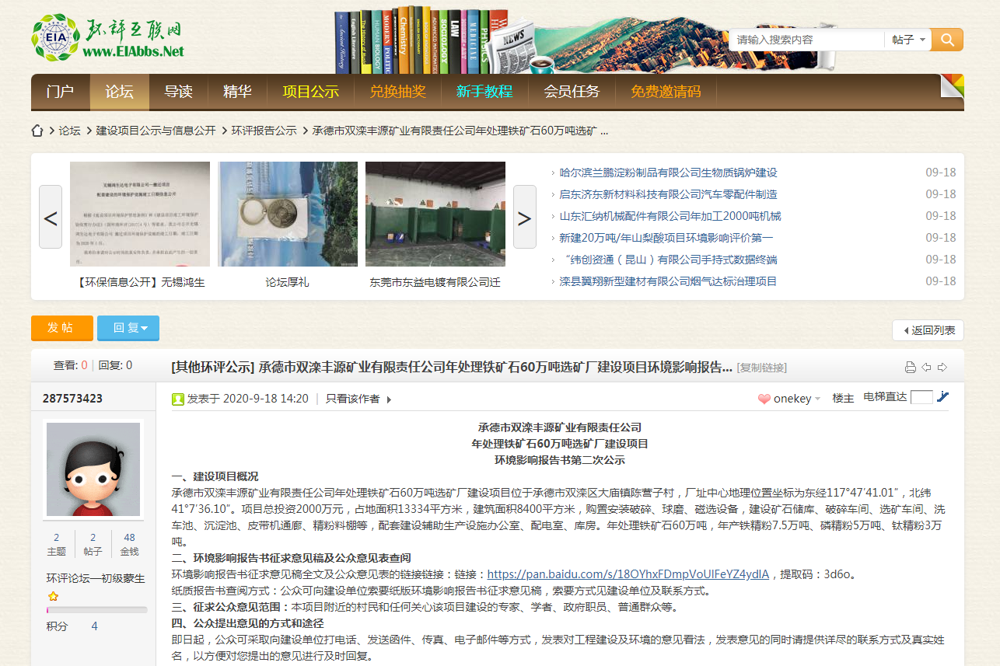 EIA 环评互联网
www.EIAbbs.Net
Ancient History
English Literature
HUMAN BIOLOGY
MODERN POLITICS
Chemistry
ENGLISH DICTIONARY
SOCIOLOGY
LAW
MEDICINE
PHYSICS
NEWS
请输入搜索内容 帖子
门户 论坛 导读 精华 项目公示 兑换抽奖 新手教程 会员任务 免费邀请码
论坛 建设项目公示与信息公开 环评报告公示 承德市双滦丰源矿业有限责任公司年处理铁矿石60万吨选矿 ...
无锡鸿生达电子有限公司一搬迁项目
配套建设的环境保护设施竣工日期信息公开
<
>
【环保信息公开】无锡鸿生 论坛厚礼 东莞市东益电镀有限公司迁
哈尔滨兰鹏淀粉制品有限公司生物质锅炉建设 09-18
启东济东新材料科技有限公司汽车零配件制造 09-18
山东汇纳机械配件有限公司年加工2000吨机械 09-18
新建20万吨/年山梨酸项目环境影响评价第一 09-18
“纬创资通（昆山）有限公司手持式数据终端 09-18
滦县翼翔新型建材有限公司烟气达标治理项目 09-18
发帖 回复 返回列表
查看: 0 | 回复: 0 [其他环评公示] 承德市双滦丰源矿业有限责任公司年处理铁矿石60万吨选矿厂建设项目环境影响报告... [复制链接]
287573423
发表于 2020-9-18 14:20 | 只看该作者 onekey 楼主 电梯直达
2 2 48
主题 帖子 金钱
环评论坛—初级蒙生
积分 4
承德市双滦丰源矿业有限责任公司
年处理铁矿石60万吨选矿厂建设项目
环境影响报告书第二次公示
一、建设项目概况
承德市双滦丰源矿业有限责任公司年处理铁矿石60万吨选矿厂建设项目位于承德市双滦区大庙镇陈营子村，厂址中心地理位置坐标为东经117°47′41.01″，北纬
41°7′36.10″。项目总投资2000万元，占地面积13334平方米，建筑面积8400平方米，购置安装破碎、球磨、磁选设备，建设矿石储库、破碎车间、选矿车间、洗
车池、沉淀池、皮带机通廊、精粉料棚等，配套建设辅助生产设施办公室、配电室、库房。年处理铁矿石60万吨，年产铁精粉7.5万吨、磷精粉5万吨、钛精粉3万
吨。
二、环境影响报告书征求意见稿及公众意见表查阅
环境影响报告书征求意见稿全文及公众意见表的链接链接：链接：https://pan.baidu.com/s/18OYhxFDmpVoUlFeYZ4ydlA，提取码：3d6o。
纸质报告书查阅方式：公众可向建设单位索要纸版环境影响报告书征求意见稿，索要方式见建设单位及联系方式。
三、征求公众意见范围：本项目附近的村民和任何关心该项目建设的专家、学者、政府职员、普通群众等。
四、公众提出意见的方式和途径
即日起，公众可采取向建设单位打电话、发送函件、传真、电子邮件等方式，发表对工程建设及环境的意见看法，发表意见的同时请提供详尽的联系方式及真实姓
名，以方便对您提出的意见进行及时回复。